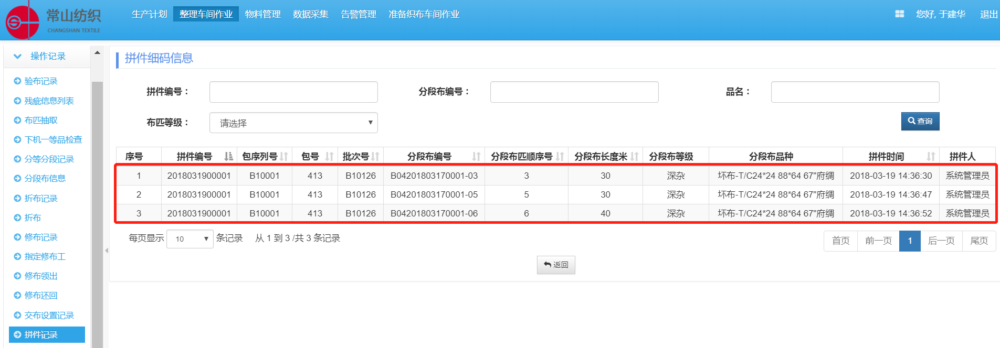 常山纺织
CHANGSHAN TEXTILE
生产计划 整理车间作业 物料管理 数据采集 告警管理 准备织布车间作业
您好, 于建华 退出
操作记录
验布记录
残疵信息列表
布匹抽取
下机一等品检查
分等分段记录
分段布信息
折布记录
折布
修布记录
指定修布工
修布领出
修布还回
交布设置记录
拼件记录
拼件细码信息
拼件编号： 分段布编号： 品名：
布匹等级： 请选择 查询
序号 拼件编号 包序列号 包号 批次号 分段布编号 分段布匹顺序号 分段布长度米 分段布等级 分段布品种 拼件时间 拼件人
1 2018031900001 B10001 413 B10126 B04201803170001-03 3 30 深杂 坏布-T/C24*24 88*64 67"府绸 2018-03-19 14:36:30 系统管理员
2 2018031900001 B10001 413 B10126 B04201803170001-05 5 30 深杂 坏布-T/C24*24 88*64 67"府绸 2018-03-19 14:36:47 系统管理员
3 2018031900001 B10001 413 B10126 B04201803170001-06 6 40 深杂 坏布-T/C24*24 88*64 67"府绸 2018-03-19 14:36:52 系统管理员
每页显示 10 条记录 从 1 到 3 /共 3 条记录
首页 前一页 1 后一页 尾页
返回